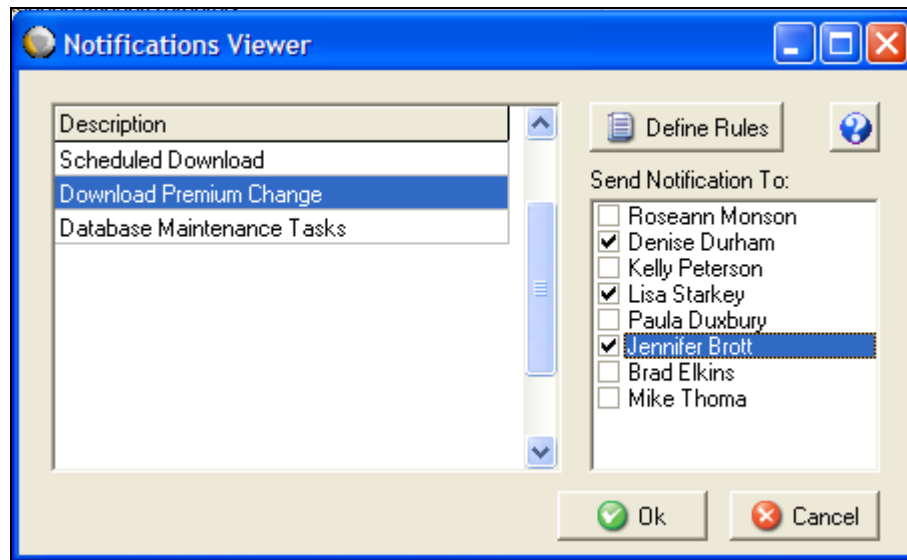 Notifications Viewer
Description
Scheduled Download
Download Premium Change
Database Maintenance Tasks
Define Rules
Send Notification To:
Roseann Monson
Denise Durham
Kelly Peterson
Lisa Starkey
Paula Duxbury
Jennifer Brott
Brad Elkins
Mike Thoma
Ok
Cancel